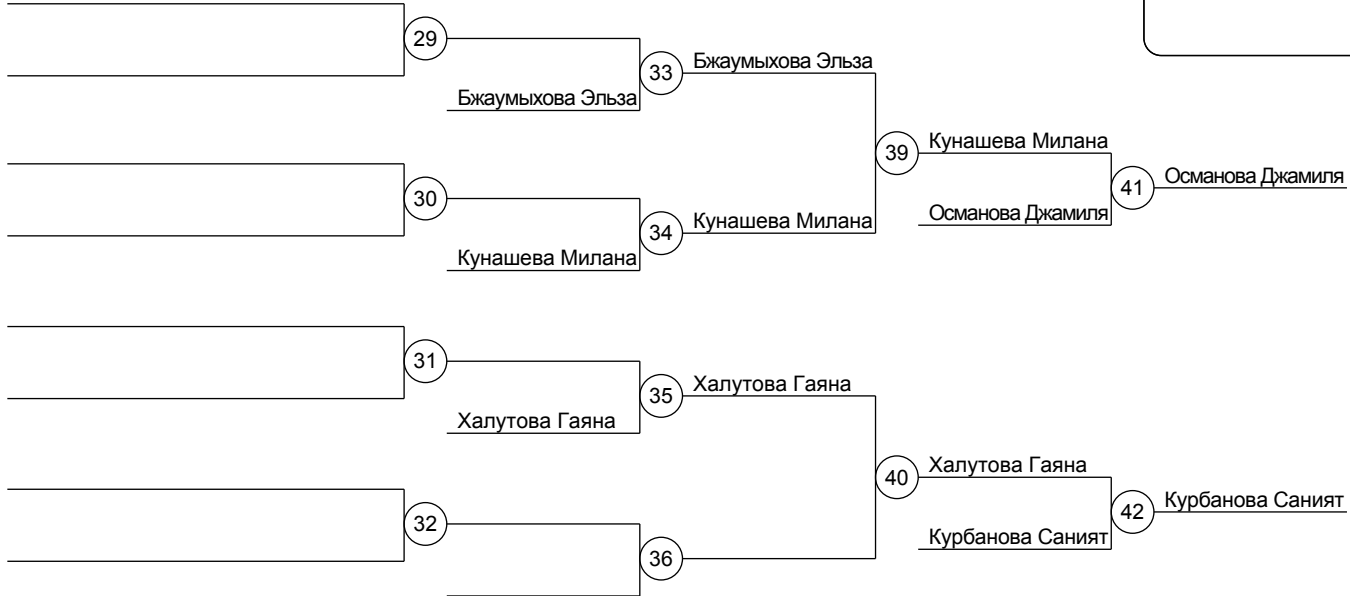 29
33 Бжаумыхова Эльза
Бжаумыхова Эльза
39 Кунашева Милана
41 Османова Джамиля
30
34 Кунашева Милана
Османова Джамиля
Кунашева Милана
31
35 Халутова Гаяна
Халутова Гаяна
40 Халутова Гаяна
42 Курбанова Саният
32
Курбанова Саният
36